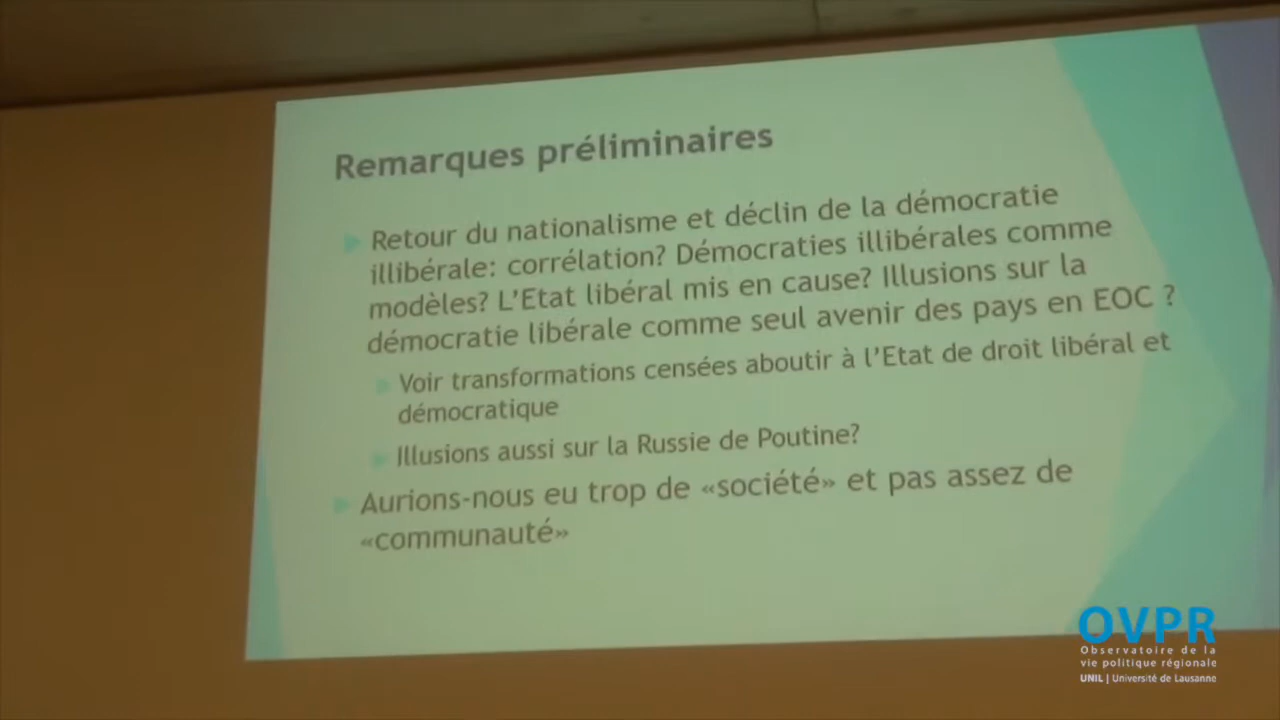 Remarques préliminaires
Retour du nationalisme et déclin de la démocratie
illibérale: corrélation? Démocraties illibérales comme
modèles? L'Etat libéral mis en cause? Illusions sur la
démocratie libérale comme seul avenir des pays en EOC ?
Voir transformations censées aboutir à l'Etat de droit libéral et
démocratique
Illusions aussi sur la Russie de Poutine?
Aurions-nous eu trop de «société» et pas assez de
«communauté»
OVPR
Observatoire de la
vie politique régionale
UNIL | Université de Lausanne